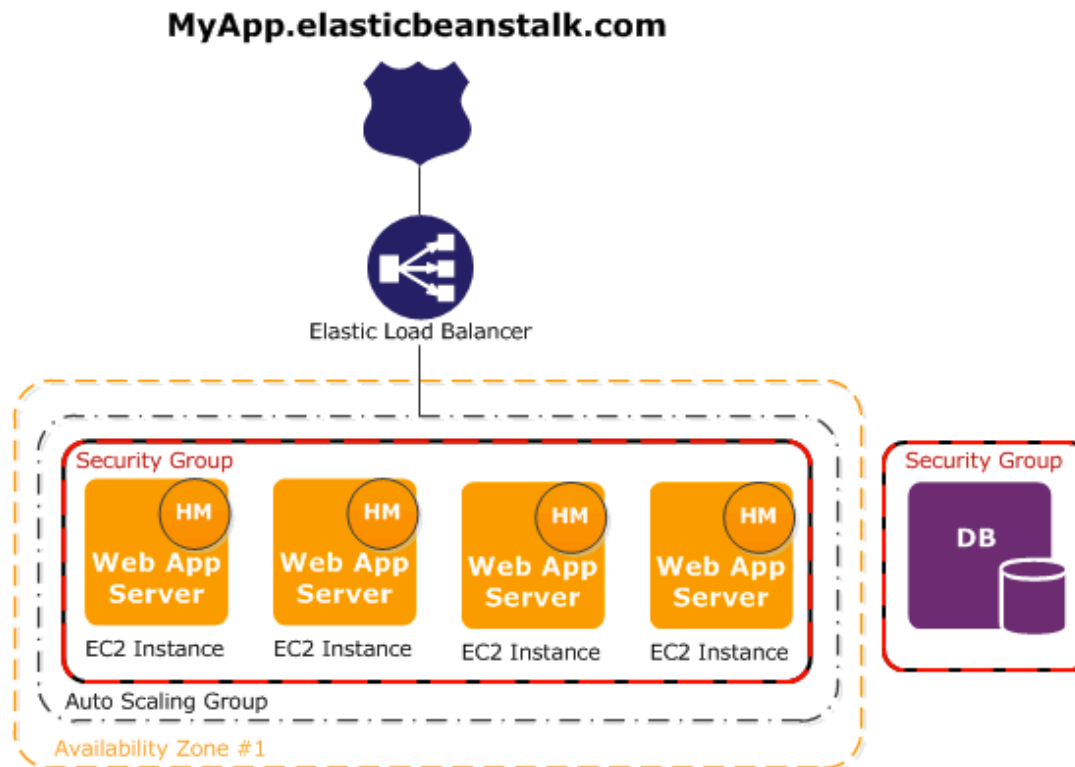 MyApp.elasticbeanstalk.com
Elastic Load Balancer
Security Group
HM
Web App
Server
EC2 Instance
HM
Web App
Server
EC2 Instance
HM
Web App
Server
EC2 Instance
HM
Web App
Server
EC2 Instance
Auto Scaling Group
Availability Zone #1
Security Group
DB